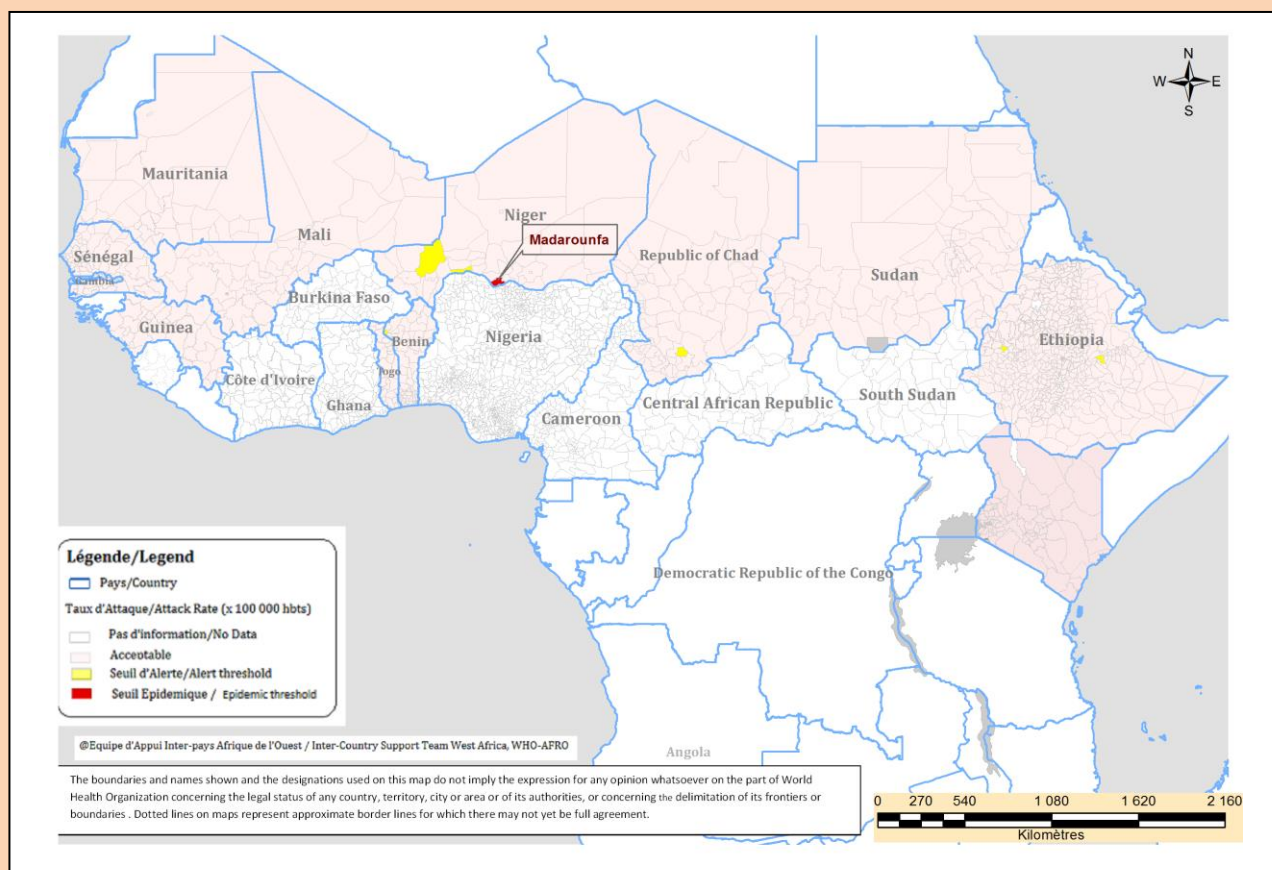 N
W E
S
Mauritania
Mali
Niger
Madarounfa
Republic of Chad
Sudan
Sénégal
Gambia
Burkina Faso
Guinea
Benin
Nigeria
Ethiopia
Togo
Côte d'Ivoire
Ghana
Cameroon
Central African Republic
South Sudan
Democratic Republic of the Congo
Angola
Légende/Legend
Pays/Country
Taux d'Attaque/Attack Rate (x 100 000 hbts)
Pas d'information/No Data
Acceptable
Seuil d'Alerte/Alert threshold
Seuil Epidemique / Epidemic threshold
@Equipe d'Appui Inter-pays Afrique de l'Ouest / Inter-Country Support Team West Africa, WHO-AFRO
The boundaries and names shown and the designations used on this map do not imply the expression for any opinion whatsoever on the part of World
Health Organization concerning the legal status of any country, territory, city or area or of its authorities, or concerning the delimitation of its frontiers or
boundaries . Dotted lines on maps represent approximate border lines for which there may not yet be full agreement.
0 270 540 1 080 1 620 2 160
Kilomètres